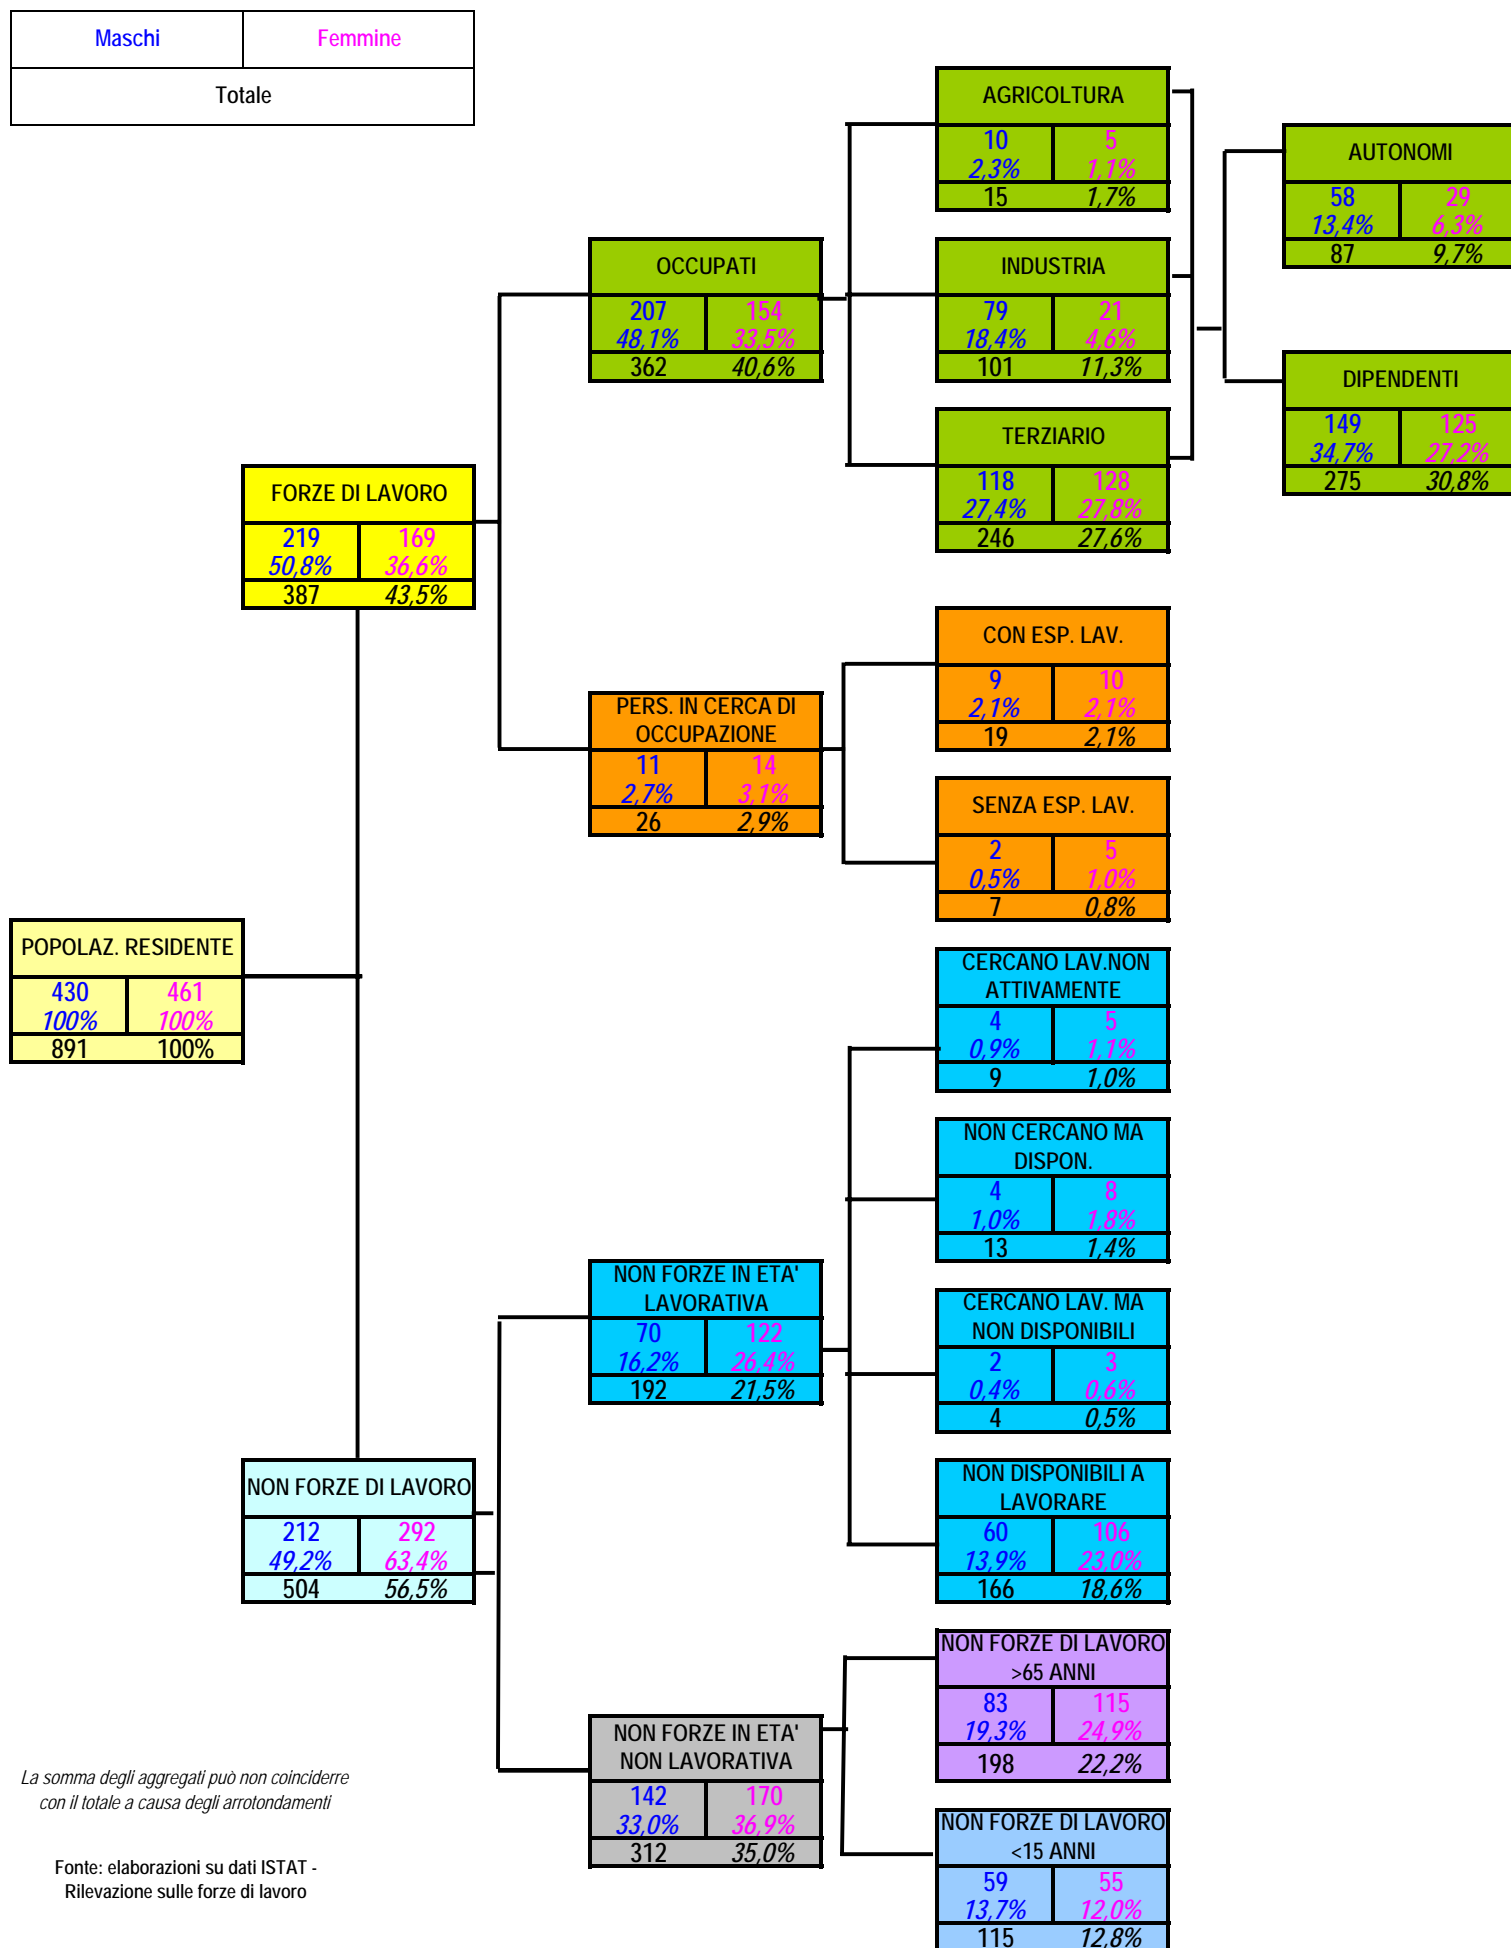 Maschi Femmine
Totale
AGRICOLTURA
10 5
2,3% 1,1%
15 1,7%
AUTONOMI
58 29
13,4% 6,3%
87 9,7%
OCCUPATI
207 154
48,1% 33,5%
362 40,6%
INDUSTRIA
79 21
18,4% 4,6%
101 11,3%
DIPENDENTI
149 125
34,7% 27,2%
275 30,8%
TERZIARIO
118 128
27,4% 27,8%
246 27,6%
FORZE DI LAVORO
219 169
50,8% 36,6%
387 43,5%
CON ESP. LAV.
9 10
2,1% 2,1%
19 2,1%
PERS. IN CERCA DI
OCCUPAZIONE
11 14
2,7% 3,1%
26 2,9%
SENZA ESP. LAV.
2 5
0,5% 1,0%
7 0,8%
POPOLAZ. RESIDENTE
430 461
100% 100%
891 100%
CERCANO LAV.NON
ATTIVAMENTE
4 5
0,9% 1,1%
9 1,0%
NON CERCANO MA
DISPON.
4 8
1,0% 1,8%
13 1,4%
NON FORZE IN ETA'
LAVORATIVA
70 122
16,2% 26,4%
192 21,5%
CERCANO LAV. MA
NON DISPONIBILI
2 3
0,4% 0,6%
4 0,5%
NON FORZE DI LAVORO
212 292
49,2% 63,4%
504 56,5%
NON DISPONIBILI A
LAVORARE
60 106
13,9% 23,0%
166 18,6%
NON FORZE DI LAVORO
>65 ANNI
83 115
19,3% 24,9%
198 22,2%
NON FORZE IN ETA'
NON LAVORATIVA
142 170
33,0% 36,9%
312 35,0%
NON FORZE DI LAVORO
<15 ANNI
59 55
13,7% 12,0%
115 12,8%
La somma degli aggregati può non coinciderre
con il totale a causa degli arrotondamenti
Fonte: elaborazioni su dati ISTAT -
Rilevazione sulle forze di lavoro